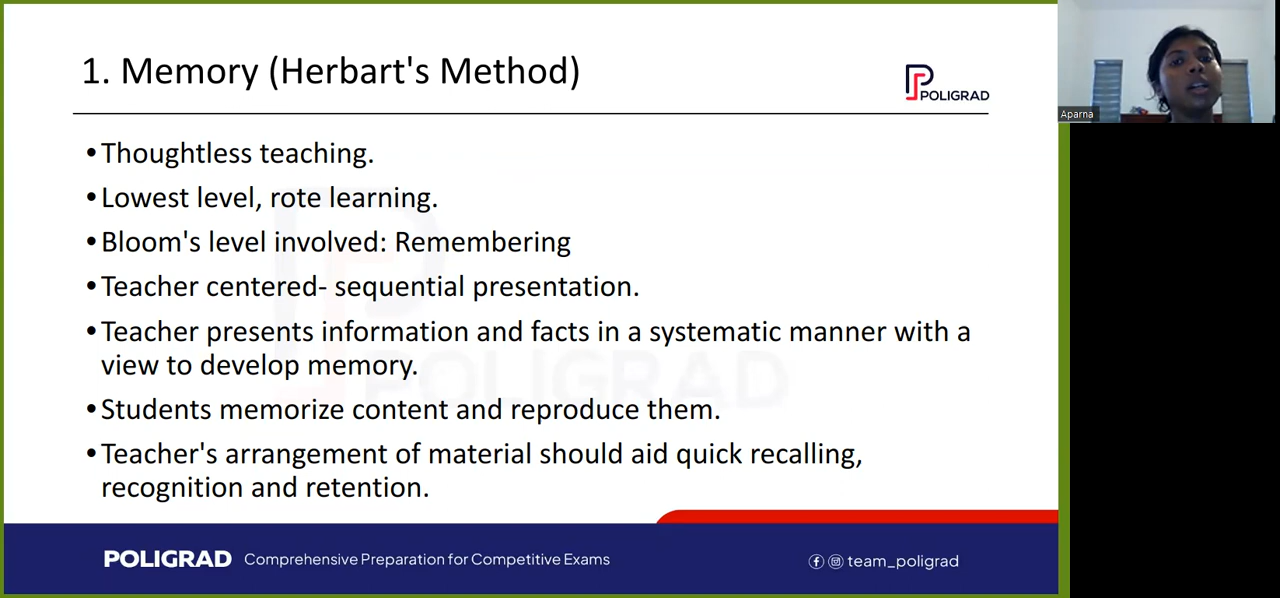 1. Memory (Herbart's Method)
POLIGRAD
Aparna
•Thoughtless teaching.
•Lowest level, rote learning.
•Bloom's level involved: Remembering
•Teacher centered- sequential presentation.
•Teacher presents information and facts in a systematic manner with a
view to develop memory.
POLIGRAD
•Students memorize content and reproduce them.
•Teacher's arrangement of material should aid quick recalling,
recognition and retention.
POLIGRAD Comprehensive Preparation for Competitive Exams
team_poligrad